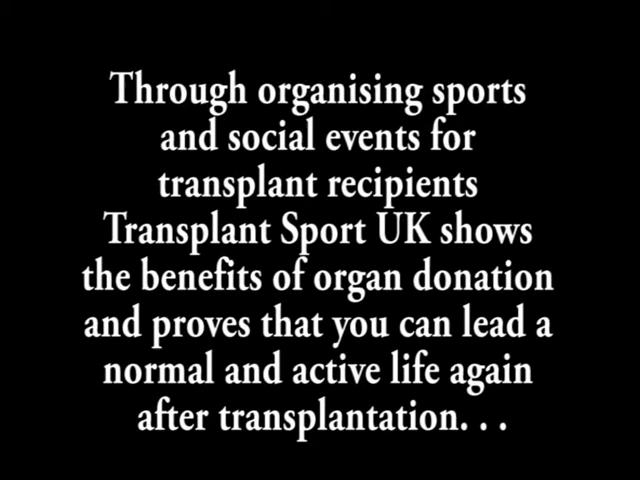 Through organising sports
and social events for
transplant recipients
Transplant Sport UK shows
the benefits of organ donation
and proves that you can lead a
normal and active life again
after transplantation. . .